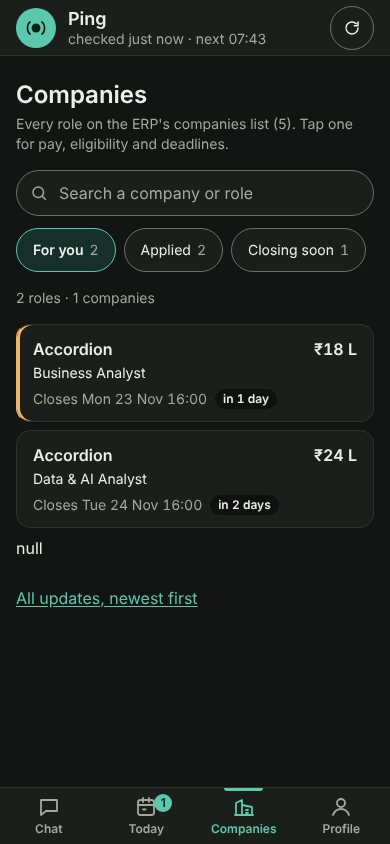 Ping
checked just now · next 07:43
Companies
Every role on the ERP's companies list (5). Tap one
for pay, eligibility and deadlines.
Search a company or role
For you 2
Applied 2
Closing soon 1
2 roles · 1 companies
Accordion ₹18 L
Business Analyst
Closes Mon 23 Nov 16:00 in 1 day
Accordion ₹24 L
Data & AI Analyst
Closes Tue 24 Nov 16:00 in 2 days
null
All updates, newest first
1
Chat Today Companies Profile